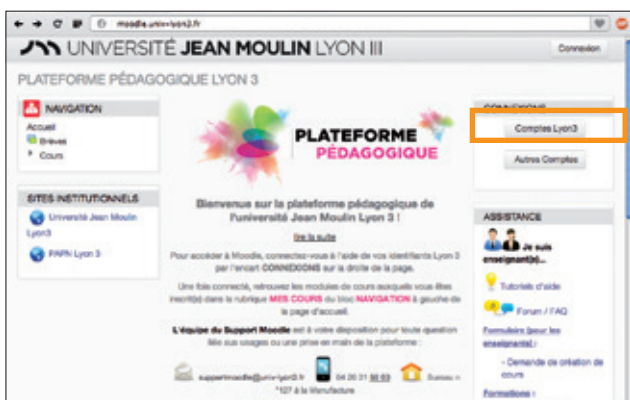 moodle.univ-lyon3.fr
UNIVERSITÉ JEAN MOULIN LYON III
Connexion
PLATEFORME PÉDAGOGIQUE LYON 3
NAVIGATION
Accueil
Brèves
Cours
SITES INSTITUTIONNELS
Université Jean Moulin
Lyon3
PAPN Lyon 3
PLATEFORME
PÉDAGOGIQUE
Bienvenue sur la plateforme pédagogique de
l'université Jean Moulin Lyon 3 !
lire la suite
Pour accéder à Moodle, connectez-vous à l'aide de vos identifiants Lyon 3
par l'encart CONNEXIONS sur la droite de la page.
Une fois connecté, retrouvez les modules de cours auxquels vous êtes
inscrit(e) dans la rubrique MES COURS du bloc NAVIGATION à gauche de
la page d'accueil.
L'équipe du Support Moodle est à votre disposition pour toute question
liée aux usages ou une prise en main de la plateforme :
supportmoodle@univ-lyon3.fr
04 26 31
Bureau n
°127 à la Manufacture
CONNEXIONS
Comptes Lyon3
Autres Comptes
ASSISTANCE
Je suis
enseignant(e)...
Tutoriels d'aide
Forum / FAQ
Formulaire (pour les
enseignants) :
- Demande de création de
cours
Formations :